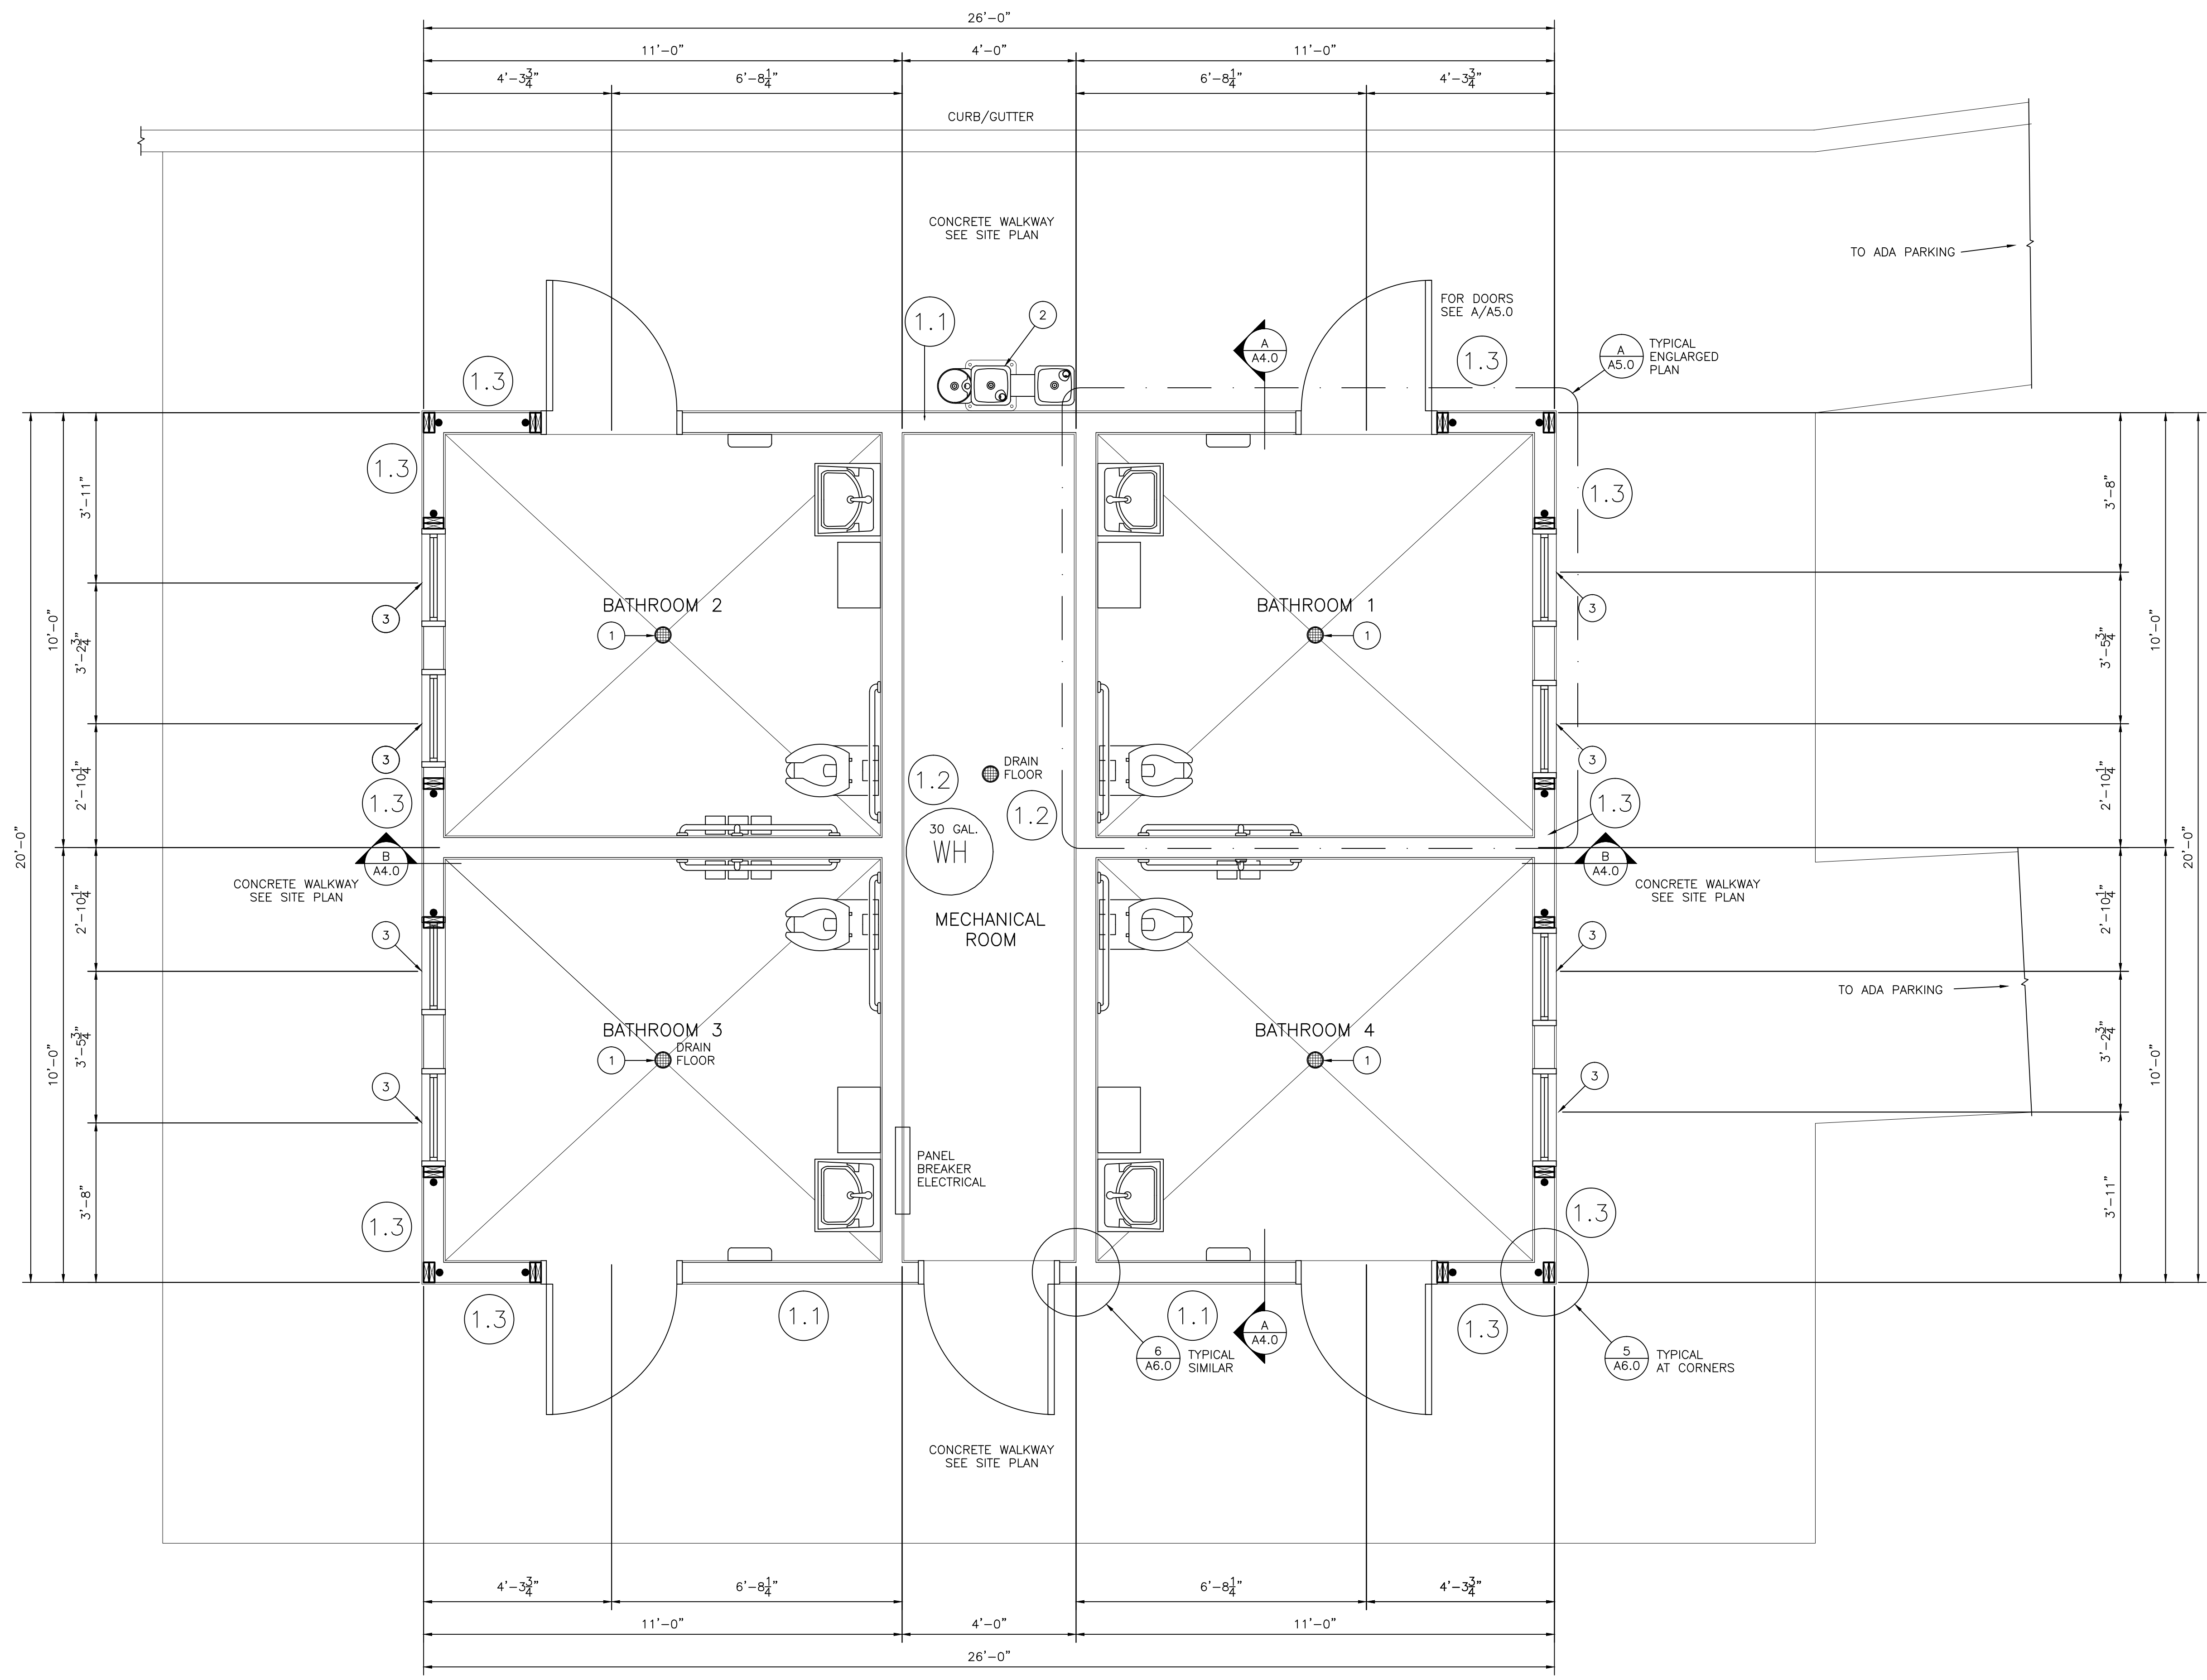 26'-0"
11'-0" 4'-0" 11'-0"
4'-3¾" 6'-8¼" 6'-8¼" 4'-3¾"
CURB/GUTTER
CONCRETE WALKWAY
SEE SITE PLAN
TO ADA PARKING
FOR DOORS
SEE A/A5.0
1.1
2
A
A4.0
1.3
1.3
A
A5.0
TYPICAL
ENGLARGED
PLAN
1.3
1.3
3'-11"
3'-8"
BATHROOM 2
BATHROOM 1
3
1
1
3
10'-0"
3'-2¾"
3'-5¾"
10'-0"
3
3
DRAIN
FLOOR
1.2
1.2
2'-10¼"
1.3
1.3
2'-10¼"
30 GAL.
WH
20'-0"
20'-0"
B
A4.0
B
A4.0
CONCRETE WALKWAY
SEE SITE PLAN
CONCRETE WALKWAY
SEE SITE PLAN
2'-10¼"
2'-10¼"
MECHANICAL
ROOM
3
3
TO ADA PARKING
BATHROOM 3
DRAIN
FLOOR
BATHROOM 4
1
1
10'-0"
3'-5¾"
3'-2¾"
10'-0"
3
3
PANEL
BREAKER
ELECTRICAL
3'-8"
3'-11"
1.3
1.3
1.3
1.1
1.1
A
A4.0
1.3
6
A6.0
TYPICAL
SIMILAR
5
A6.0
TYPICAL
AT CORNERS
CONCRETE WALKWAY
SEE SITE PLAN
4'-3¾" 6'-8¼" 6'-8¼" 4'-3¾"
11'-0" 4'-0" 11'-0"
26'-0"